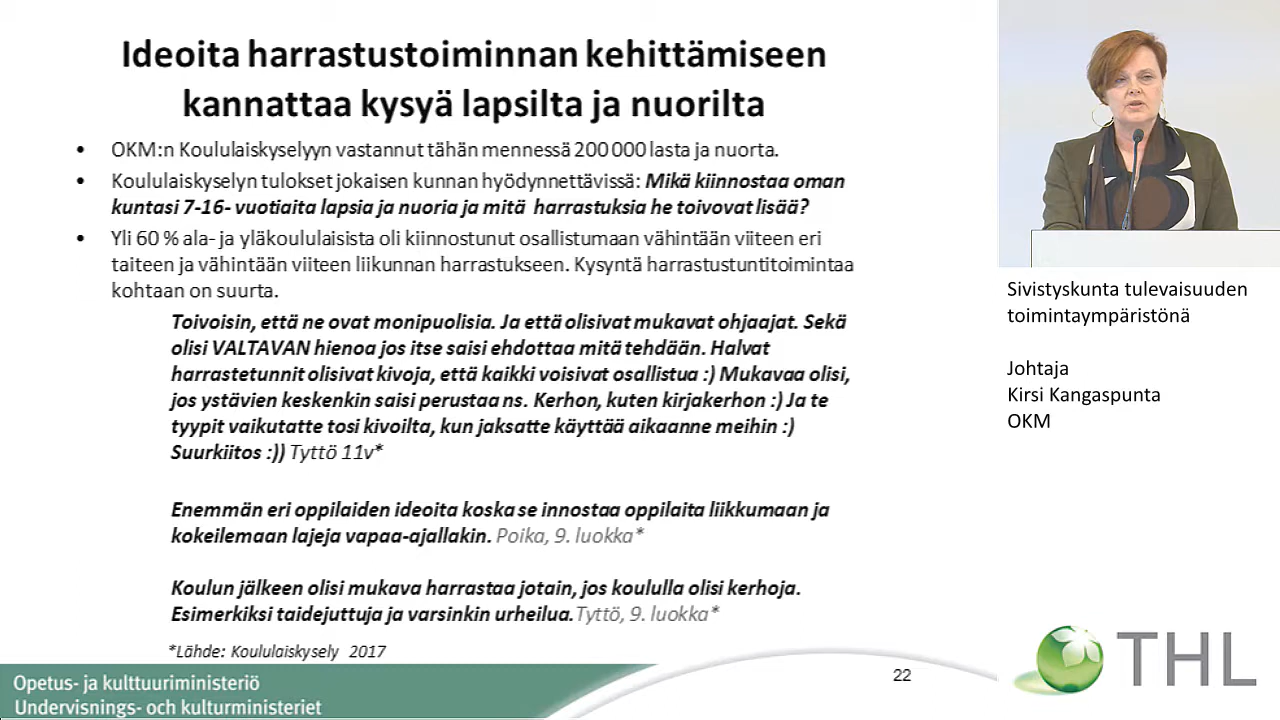 Ideoita harrastustoiminnan kehittämiseen
kannattaa kysyä lapsilta ja nuorilta
• OKM:n Koululaiskyselyyn vastannut tähän mennessä 200 000 lasta ja nuorta.
• Koululaiskyselyn tulokset jokaisen kunnan hyödynnettävissä: Mikä kiinnostaa oman
kuntasi 7-16- vuotiaita lapsia ja nuoria ja mitä harrastuksia he toivovat lisää?
• Yli 60 % ala- ja yläkoululaisista oli kiinnostunut osallistumaan vähintään viiteen eri
taiteen ja vähintään viiteen liikunnan harrastukseen. Kysyntä harrastustuntitoimintaa
kohtaan on suurta.
Toivoisin, että ne ovat monipuolisia. Ja että olisivat mukavat ohjaajat. Sekä
olisi VALTAVAN hienoa jos itse saisi ehdottaa mitä tehdään. Halvat
harrastetunnit olisivat kivoja, että kaikki voisivat osallistua :) Mukavaa olisi,
jos ystävien keskenkin saisi perustaa ns. Kerhon, kuten kirjakerhon :) Ja te
tyypit vaikutatte tosi kivoilta, kun jaksatte käyttää aikaanne meihin :)
Suurkiitos :)) Tyttö 11v*
Enemmän eri oppilaiden ideoita koska se innostaa oppilaita liikkumaan ja
kokeilemaan lajeja vapaa-ajallakin. Poika, 9. luokka*
Koulun jälkeen olisi mukava harrastaa jotain, jos koululla olisi kerhoja.
Esimerkiksi taidejuttuja ja varsinkin urheilua. Tyttö, 9. luokka*
*Lähde: Koululaiskysely 2017
22
Opetus- ja kulttuuriministeriö
Undervisnings- och kulturministeriet
Sivistyskunta tulevaisuuden
toimintaympäristönä
Johtaja
Kirsi Kangaspunta
OKM
THL